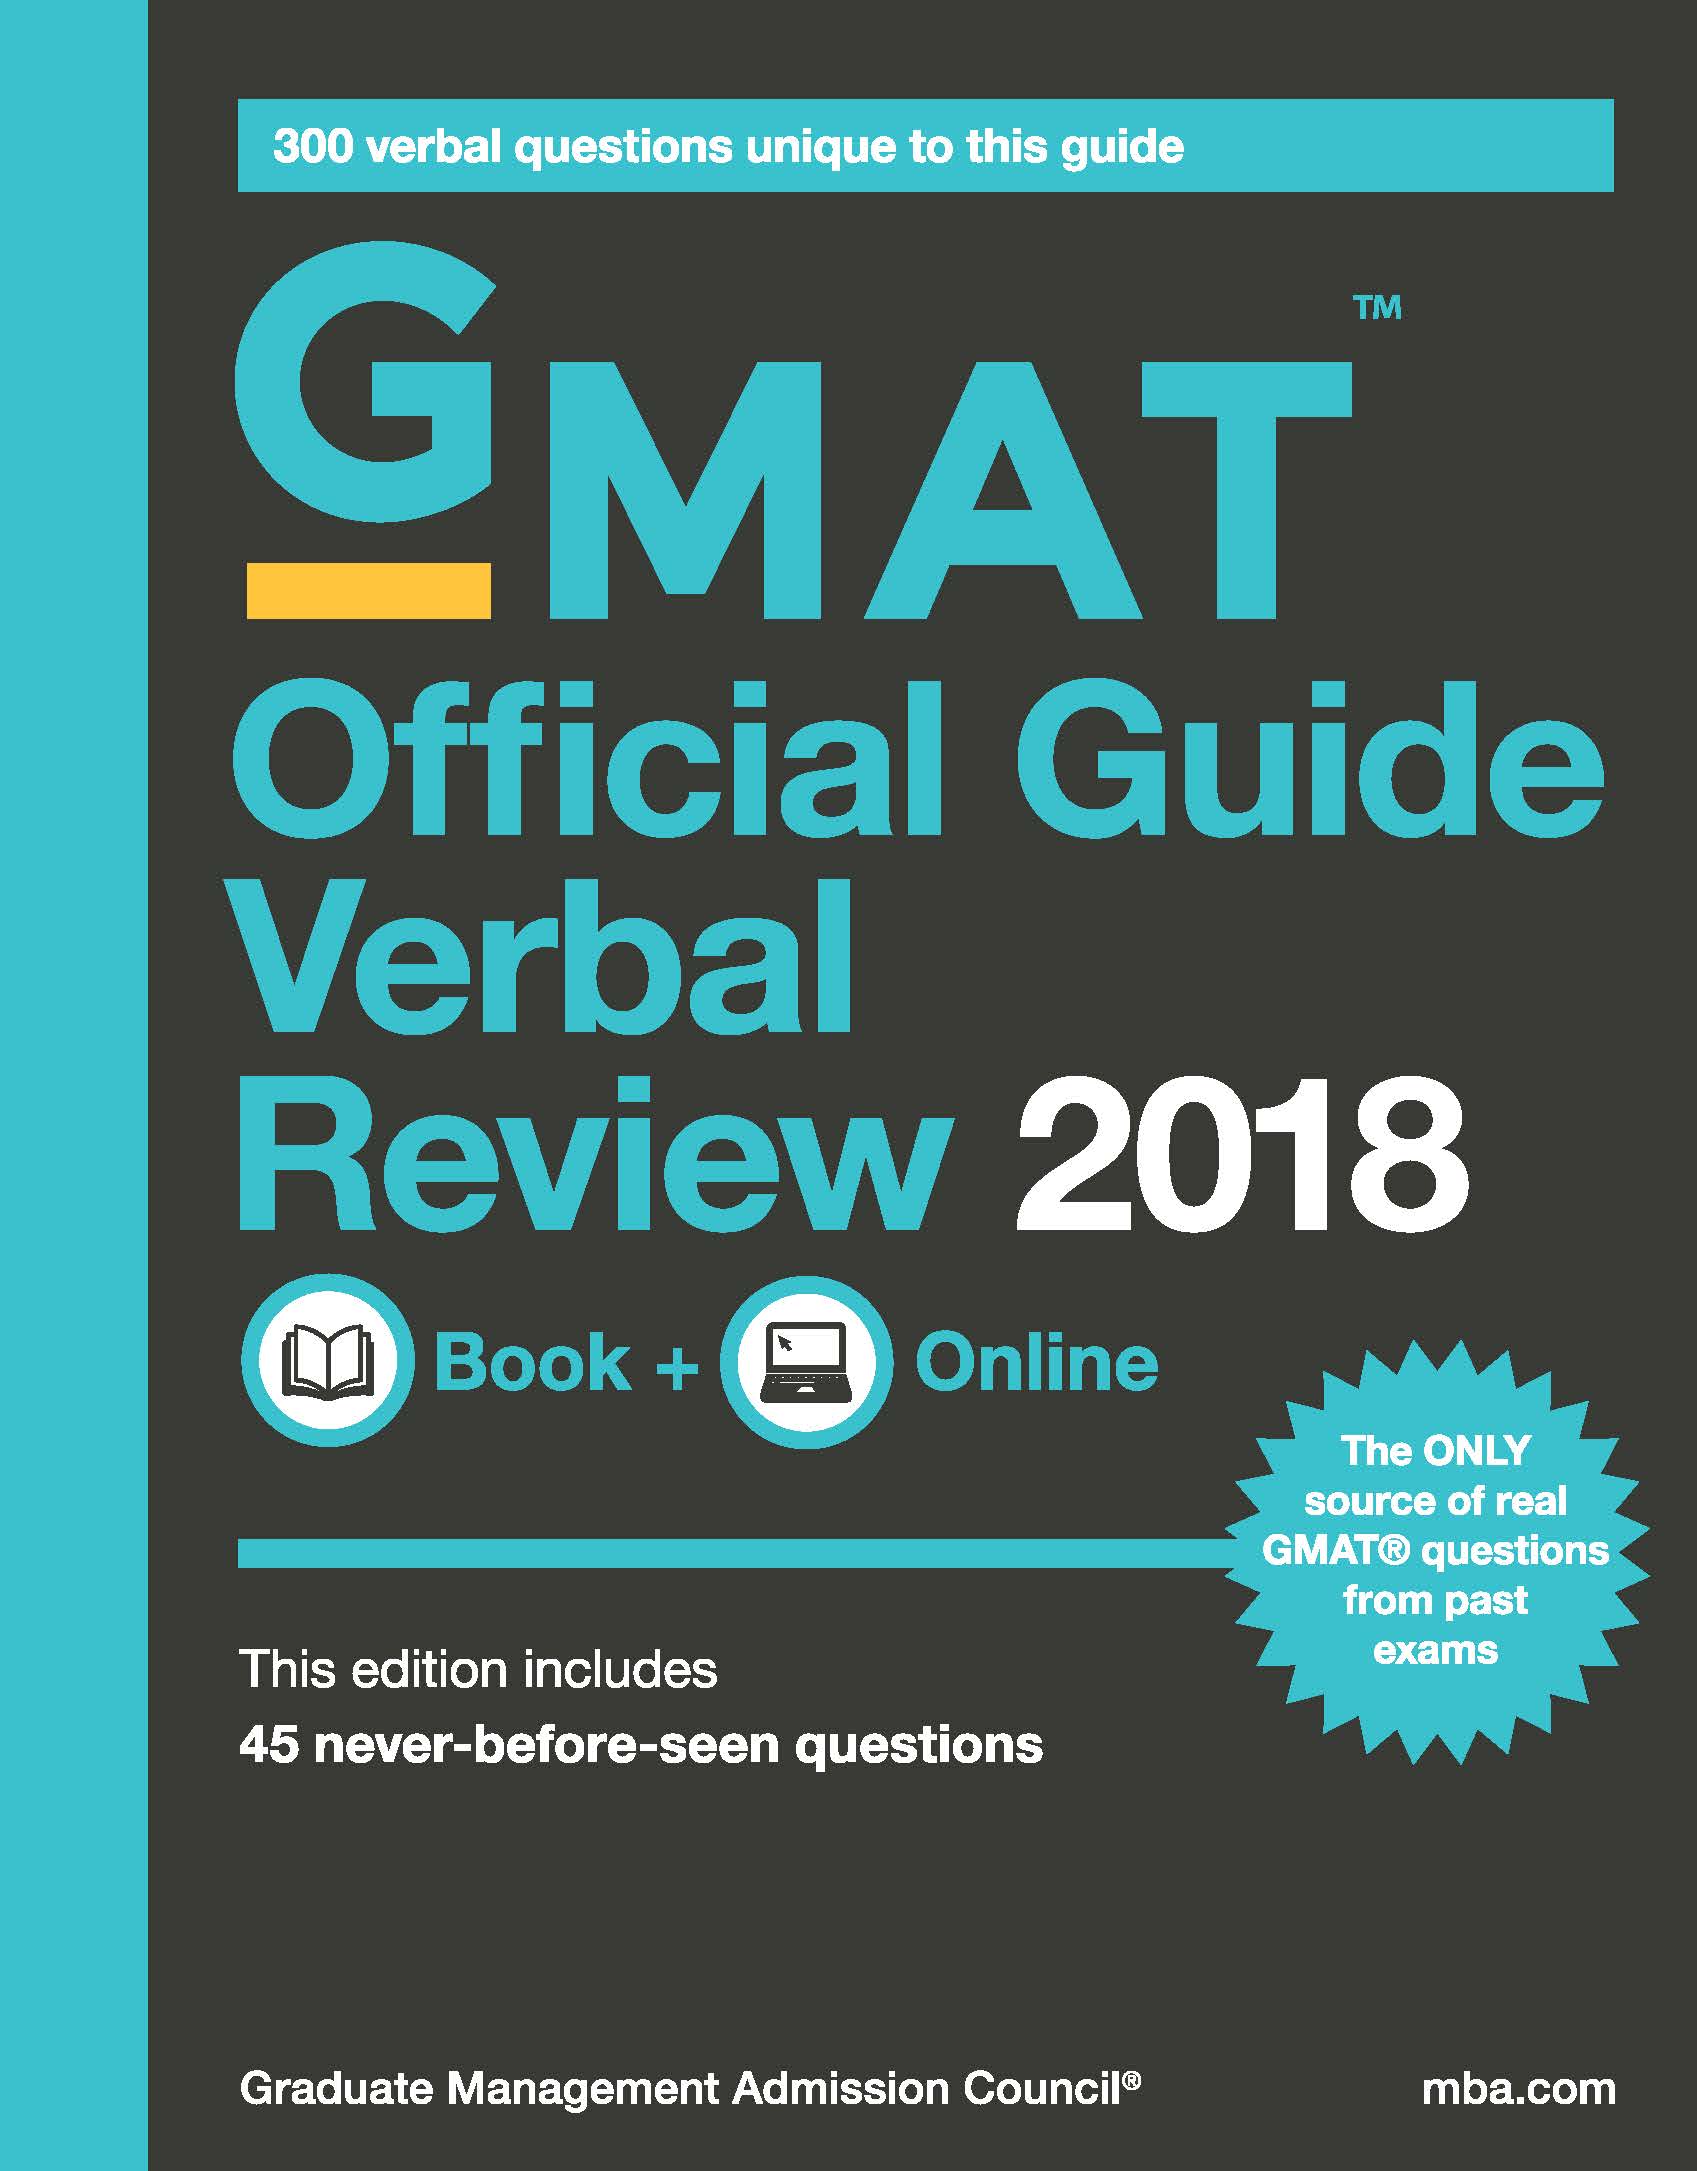 300 verbal questions unique to this guide
GMAT™
Official Guide
Verbal
Review 2018
Book + Online
The ONLY
source of real
GMAT® questions
from past
exams
This edition includes
45 never-before-seen questions
Graduate Management Admission Council® mba.com